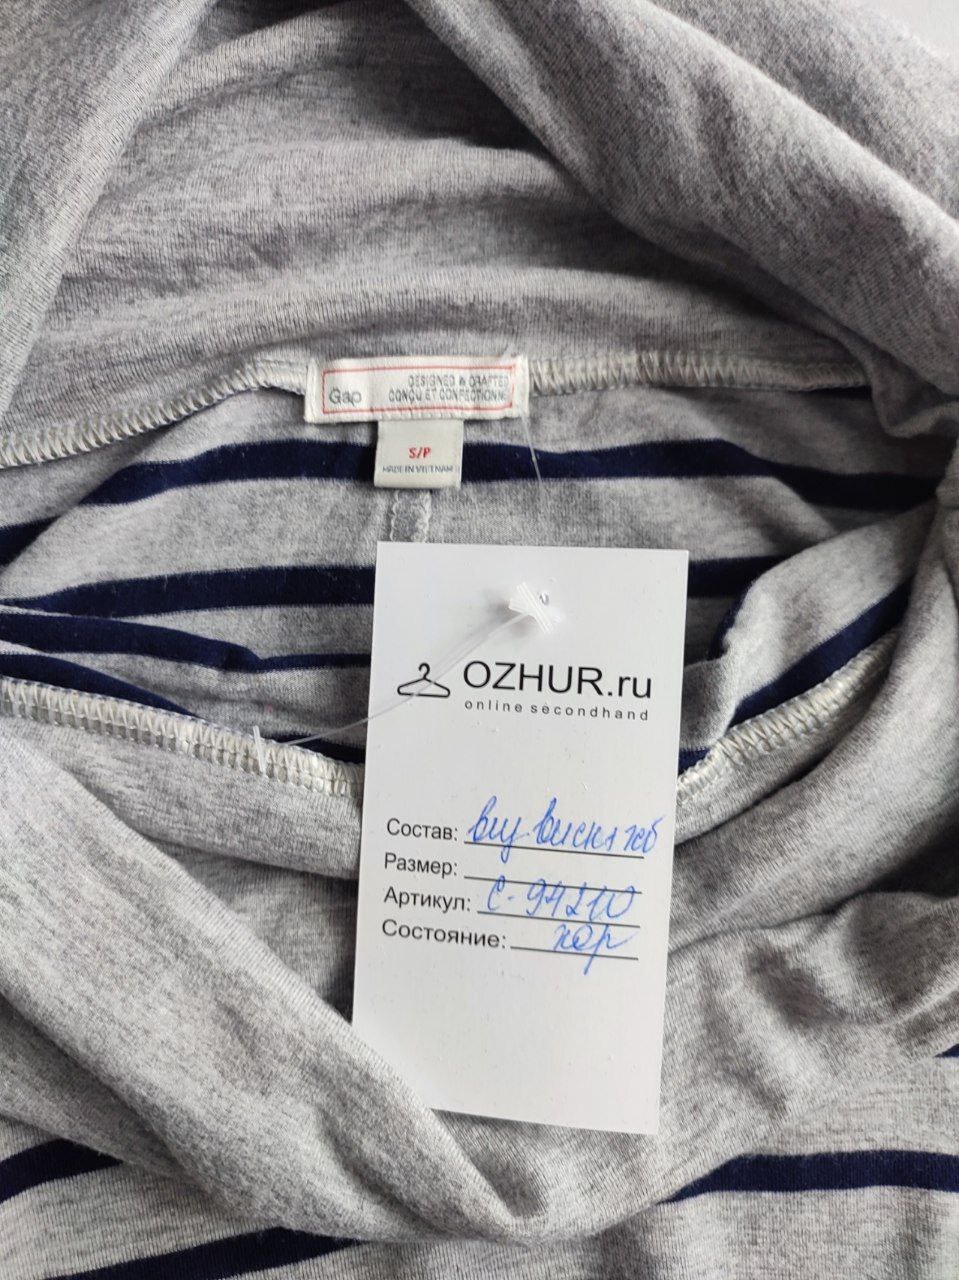 Gap
DESIGNED & CRAFTED
CONÇU ET CONFECTIONNÉ
S/P
MADE IN VIETNAM
OZHUR.ru
online secondhand
Состав: виск хб
Размер:
Артикул: С-94210
Состояние: хор